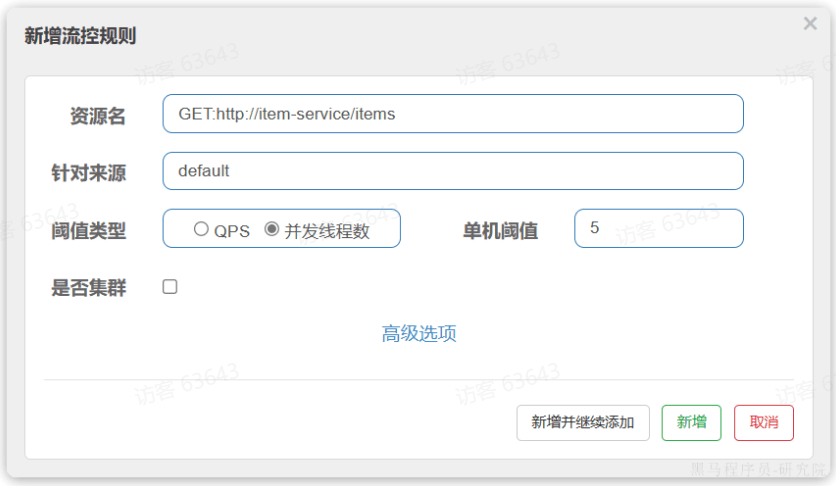 新增流控规则
×
访客 63643 访客 63643 访客 6
资源名 GET:http://item-service/items
针对来源 default
阈值类型 QPS 并发线程数 单机阈值 5
客 63643 访客 63643 访客 63643
是否集群
高级选项
访客 63643 访客 63643 访客 6
新增并继续添加 新增 取消
黑马程序员-研究院